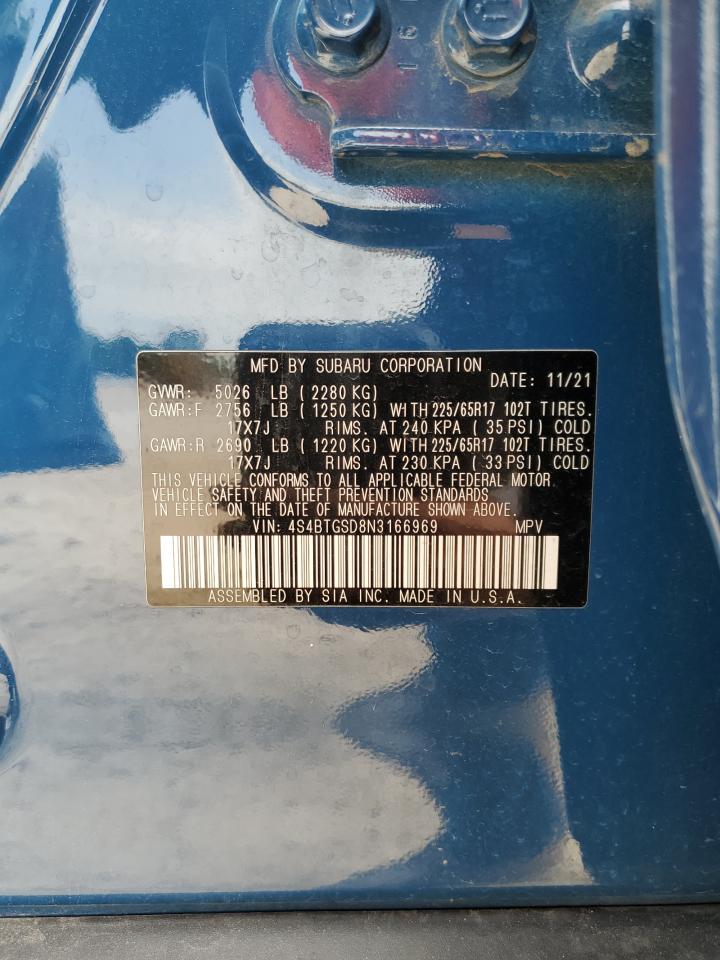 16
11
MFD BY SUBARU CORPORATION
DATE: 11/21
GVWR: 5026 LB (2280 KG)
GAWR:F 2756 LB (1250 KG) WITH 225/65R17 102T TIRES.
17X7J RIMS. AT 240 KPA (35 PSI) COLD
GAWR:R 2690 LB (1220 KG) WITH 225/65R17 102T TIRES.
17X7J RIMS. AT 230 KPA (33 PSI) COLD
THIS VEHICLE CONFORMS TO ALL APPLICABLE FEDERAL MOTOR
VEHICLE SAFETY AND THEFT PREVENTION STANDARDS
IN EFFECT ON THE DATE OF MANUFACTURE SHOWN ABOVE.
VIN: 4S4BTGSD8N3166969 MPV
ASSEMBLED BY SIA INC. MADE IN U.S.A.